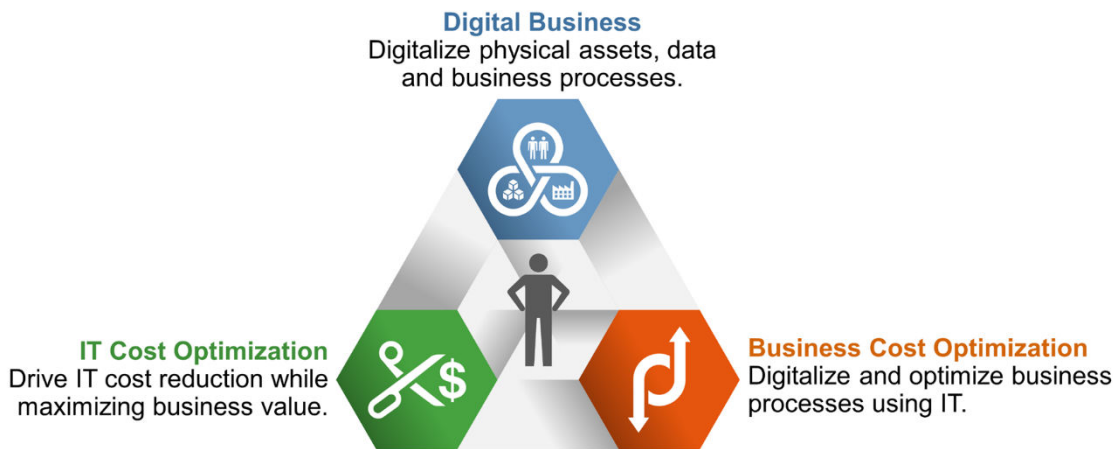 Digital Business
Digitalize physical assets, data
and business processes.
$
IT Cost Optimization
Drive IT cost reduction while
maximizing business value.
Business Cost Optimization
Digitalize and optimize business
processes using IT.